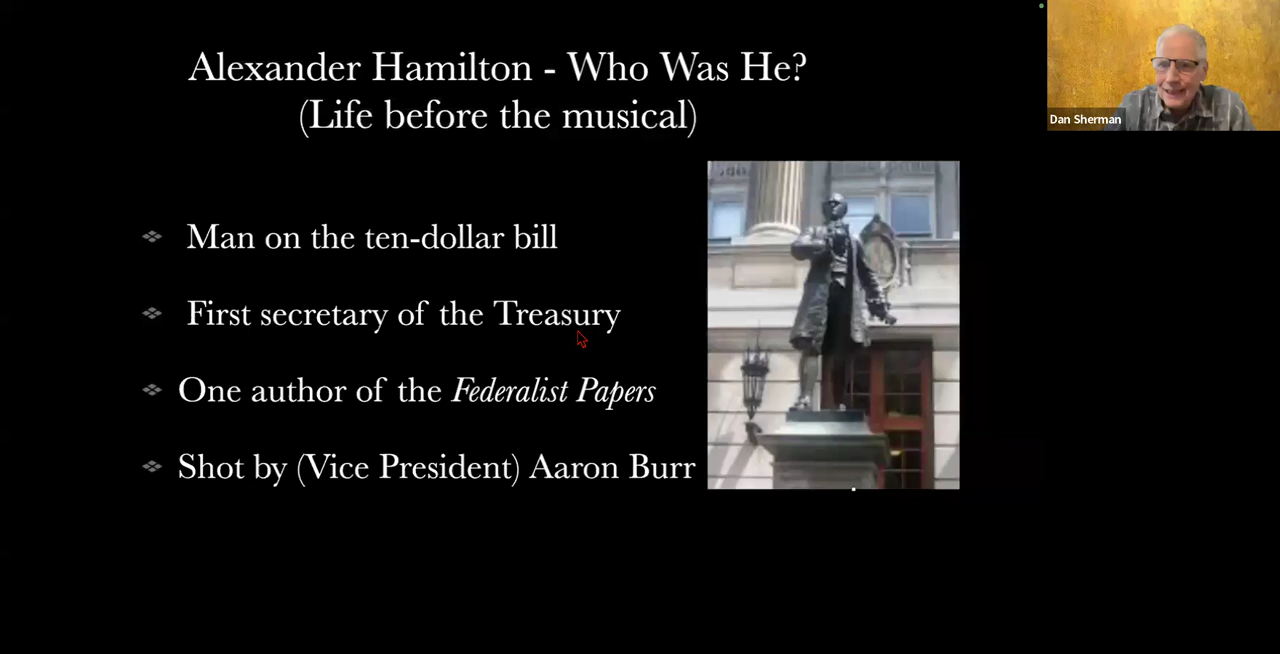 Alexander Hamilton - Who Was He?
(Life before the musical)
Man on the ten-dollar bill
First secretary of the Treasury
One author of the Federalist Papers
Shot by (Vice President) Aaron Burr
Dan Sherman